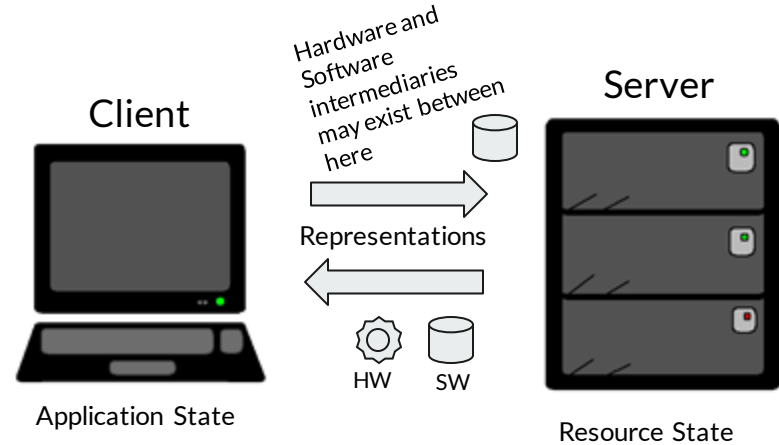 Hardware and
Software
intermediaries
may exist between
here
Client
Server
Representations
HW
SW
Application State
Resource State